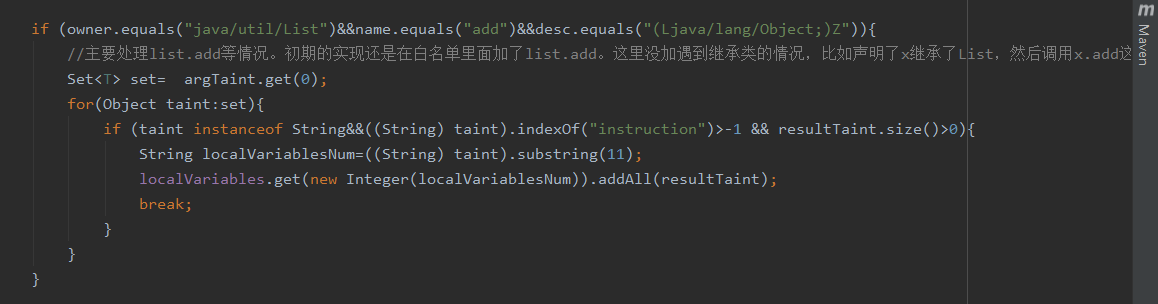 if (owner.equals("java/util/List")&&name.equals("add")&&desc.equals("(Ljava/lang/Object;)Z")){
//主要处理list.add等情况。初期的实现还是在白名单里面加了list.add。这里没加遇到继承类的情况，比如声明了x继承了List，然后调用x.add这
Set<T> set=  argTaint.get(0);
for(Object taint:set){
if (taint instanceof String&&((String) taint).indexOf("instruction")>-1 && resultTaint.size()>0){
String localVariablesNum=((String) taint).substring(11);
localVariables.get(new Integer(localVariablesNum)).addAll(resultTaint);
break;
}
}
}
m
Maven